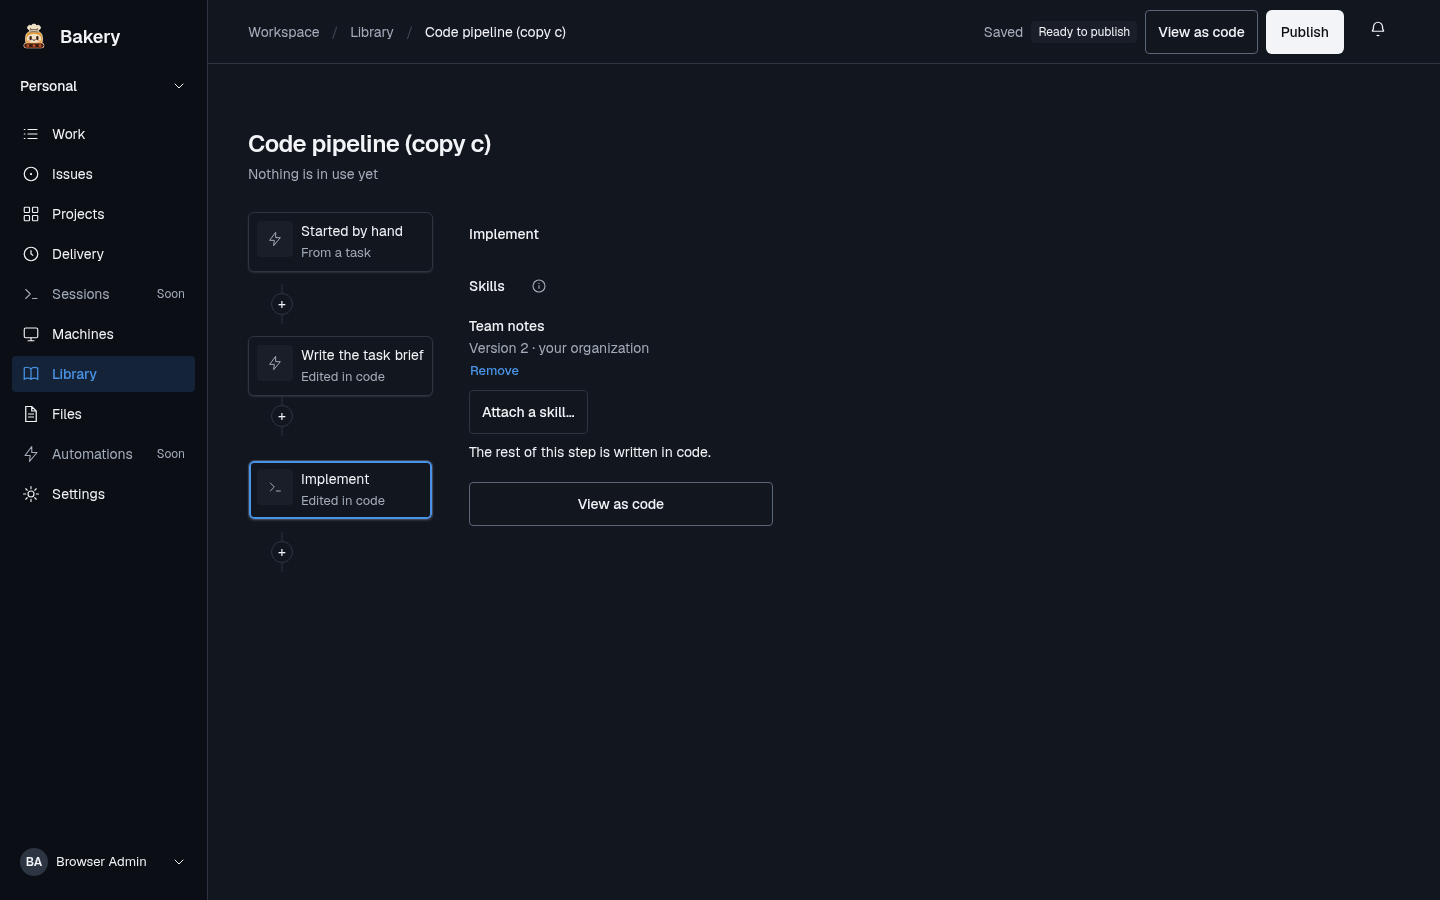 Bakery
Personal
Work
Issues
Projects
Delivery
Sessions Soon
Machines
Library
Files
Automations Soon
Settings
BA Browser Admin
Workspace / Library / Code pipeline (copy c)
Saved Ready to publish View as code Publish
Code pipeline (copy c)
Nothing is in use yet
Started by hand
From a task
+
Write the task brief
Edited in code
+
Implement
Edited in code
+
Implement
Skills
Team notes
Version 2 · your organization
Remove
Attach a skill...
The rest of this step is written in code.
View as code